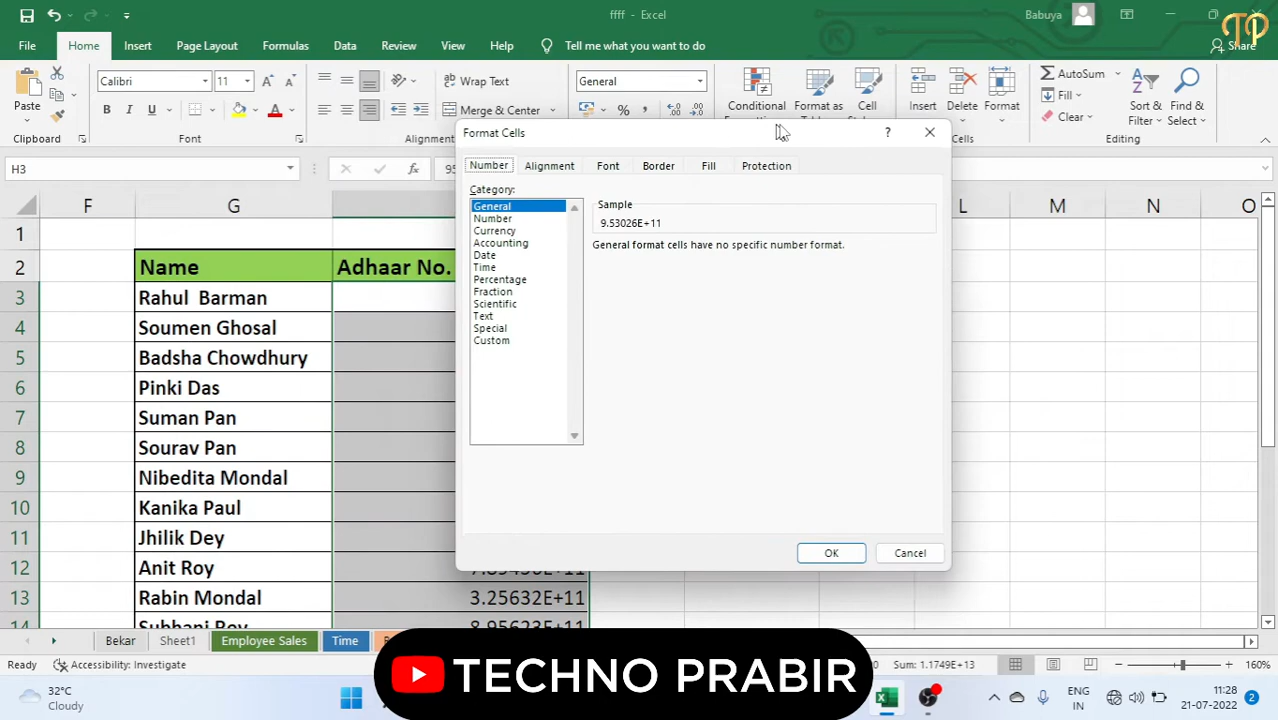 ffff - Excel
Babuya
TP
File Home Insert Page Layout Formulas Data Review View Help Tell me what you want to do Share
Calibri 11 Wrap Text General AutoSum
Paste Conditional Format as Cell Insert Delete Format Fill Sort & Find &
B I U Merge & Center % , Table Styles Clear Filter Select
Clipboard Font Alignment Cells Editing
H3
Format Cells ?
Number Alignment Font Border Fill Protection
Category:
General
Number
Currency
Accounting
Date
Time
Percentage
Fraction
Scientific
Text
Special
Custom
Sample
9.53026E+11
General format cells have no specific number format.
OK Cancel
F G L M N O
1
2 Name Adhaar No.
3 Rahul Barman
4 Soumen Ghosal
5 Badsha Chowdhury
6 Pinki Das
7 Suman Pan
8 Sourav Pan
9 Nibedita Mondal
10 Kanika Paul
11 Jhilik Dey
12 Anit Roy
13 Rabin Mondal 3.25632E+11
14
Bekar Sheet1 Employee Sales Time
Ready Accessibility: Investigate Sum: 1.1749E+13 160%
TECHNO PRABIR
32°C
Cloudy
ENG
IN
11:28
21-07-2022
2